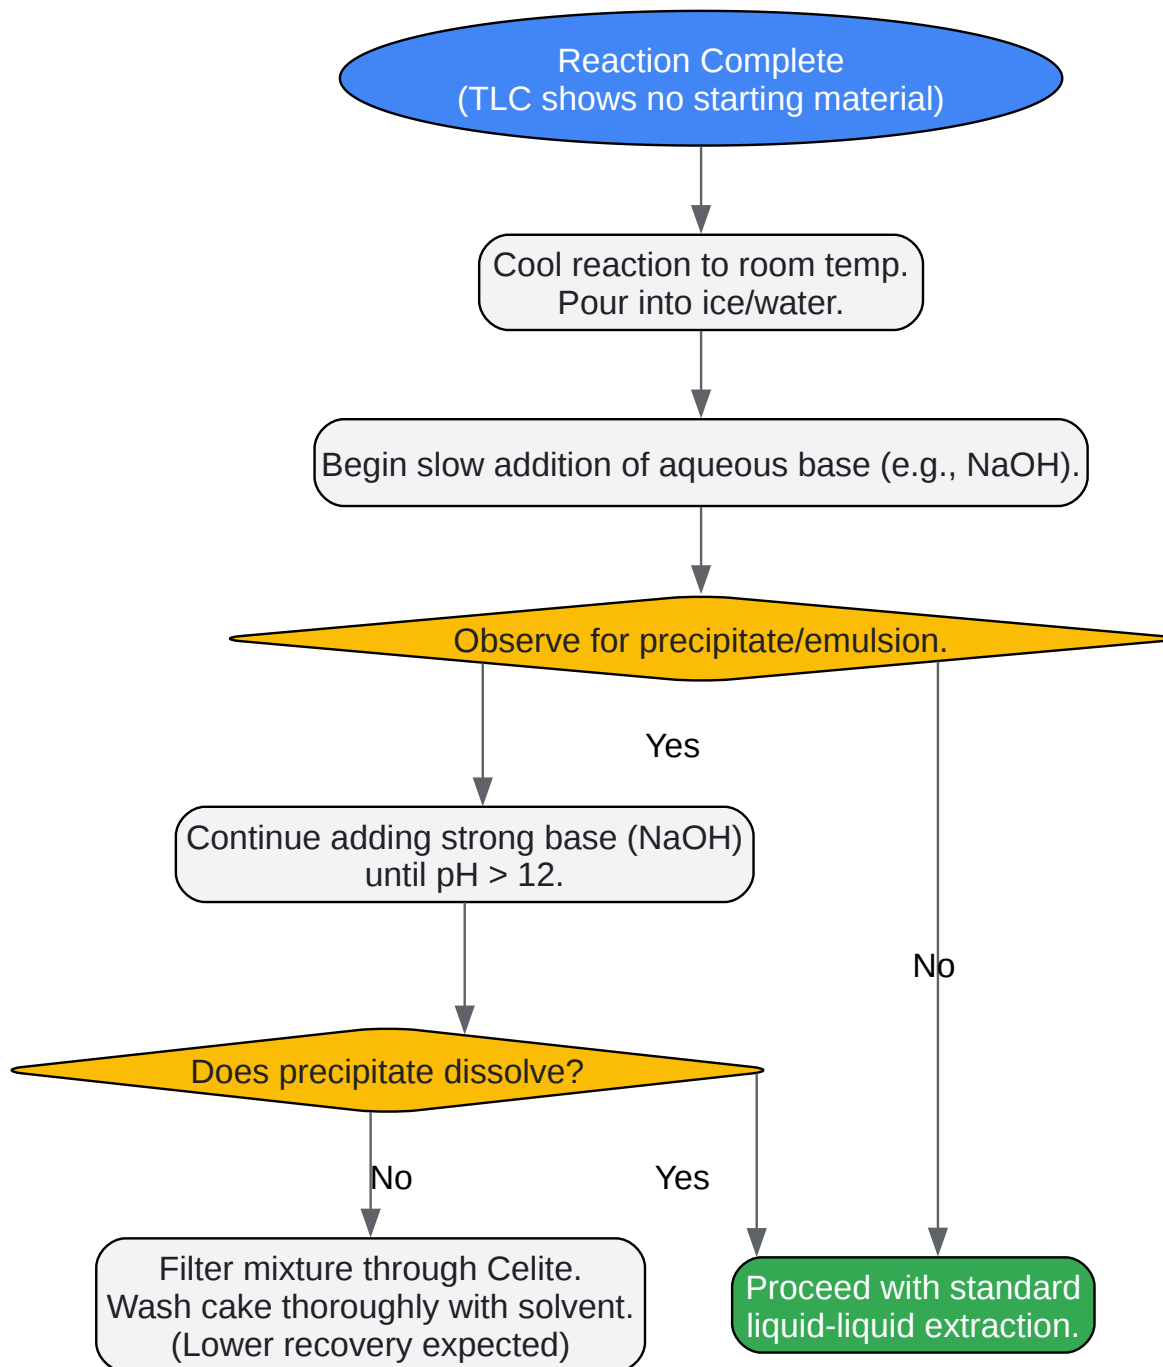 Reaction Complete
(TLC shows no starting material)
Cool reaction to room temp.
Pour into ice/water.
Begin slow addition of aqueous base (e.g., NaOH).
Observe for precipitate/emulsion.
Yes
Continue adding strong base (NaOH)
until pH > 12.
No
Does precipitate dissolve?
No
Yes
Filter mixture through Celite.
Wash cake thoroughly with solvent.
(Lower recovery expected)
Proceed with standard
liquid-liquid extraction.